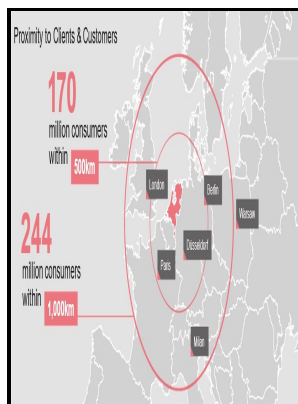 Proximity to Clients & Customers
170
million consumers
within
500km
244
million consumers
within
1,000km
London
Berlin
Warsaw
Düsseldorf
Paris
Milan